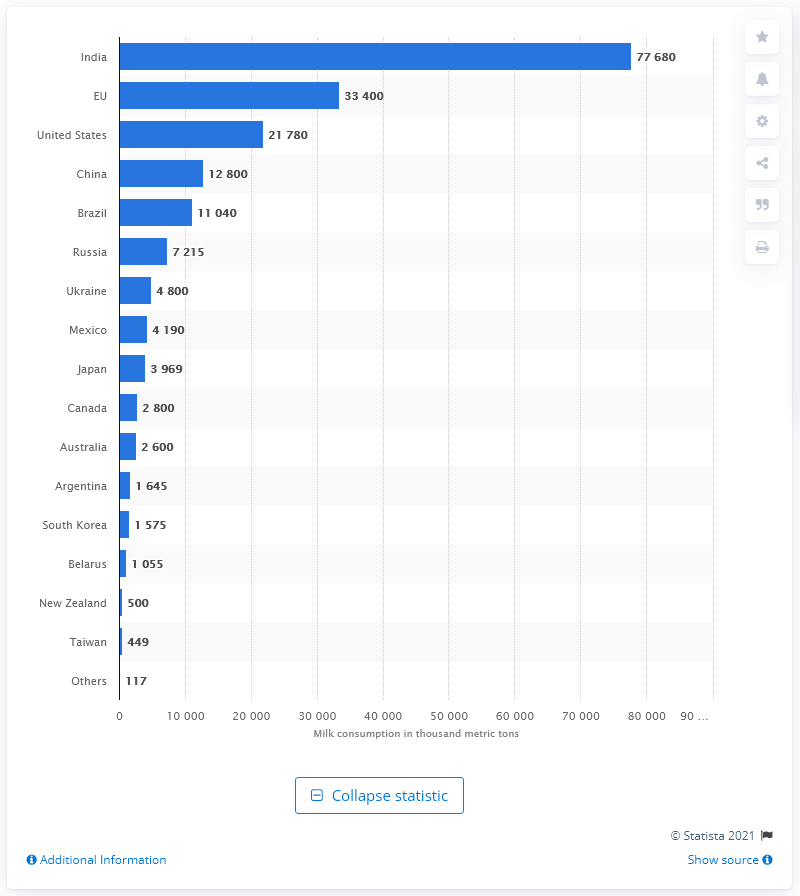 India 77 680
EU 33 400
United States 21 780
China 12 800
Brazil 11 040
Russia 7 215
Ukraine 4 800
Mexico 4 190
Japan 3 969
Canada 2 800
Australia 2 600
Argentina 1 645
South Korea 1 575
Belarus 1 055
New Zealand 500
Taiwan 449
Others 117
0 10 000 20 000 30 000 40 000 50 000 60 000 70 000 80 000 90 ...
Milk consumption in thousand metric tons
Collapse statistic
© Statista 2021
Additional Information Show source